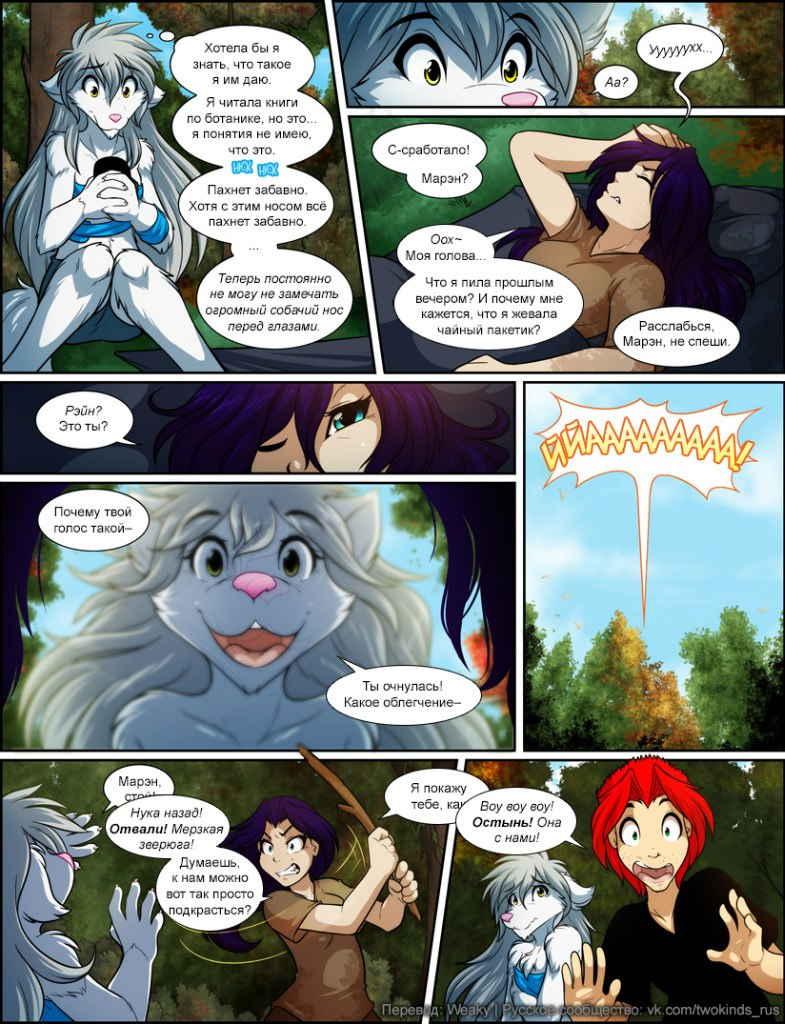 Хотела бы я
знать, что такое
я им даю.
Я читала книги
по ботанике, но это...
я понятия не имею,
что это.
НЮХ НЮХ
Пахнет забавно.
Хотя с этим носом всё
пахнет забавно.
...
Теперь постоянно
не могу не замечать
огромный собачий нос
перед глазами.
Аа?
Ууууууухх...
С-сработало!
Марэн?
Оох~
Моя голова...
Что я пила прошлым
вечером? И почему мне
кажется, что я жевала
чайный пакетик?
Расслабься,
Марэн, не спеши.
Рэйн?
Это ты?
Почему твой
голос такой–
Ты очнулась!
Какое облегчение–
ЙЙАААААААААА!
Марэн,
стой!
Нука назад!
Отвали! Мерзкая
зверюга!
Думаешь,
к нам можно
вот так просто
подкрасться?
Я покажу
тебе, как
Воу воу воу!
Остынь! Она
с нами!
Перевод: Weaky | Русское сообщество: vk.com/twokinds_rus